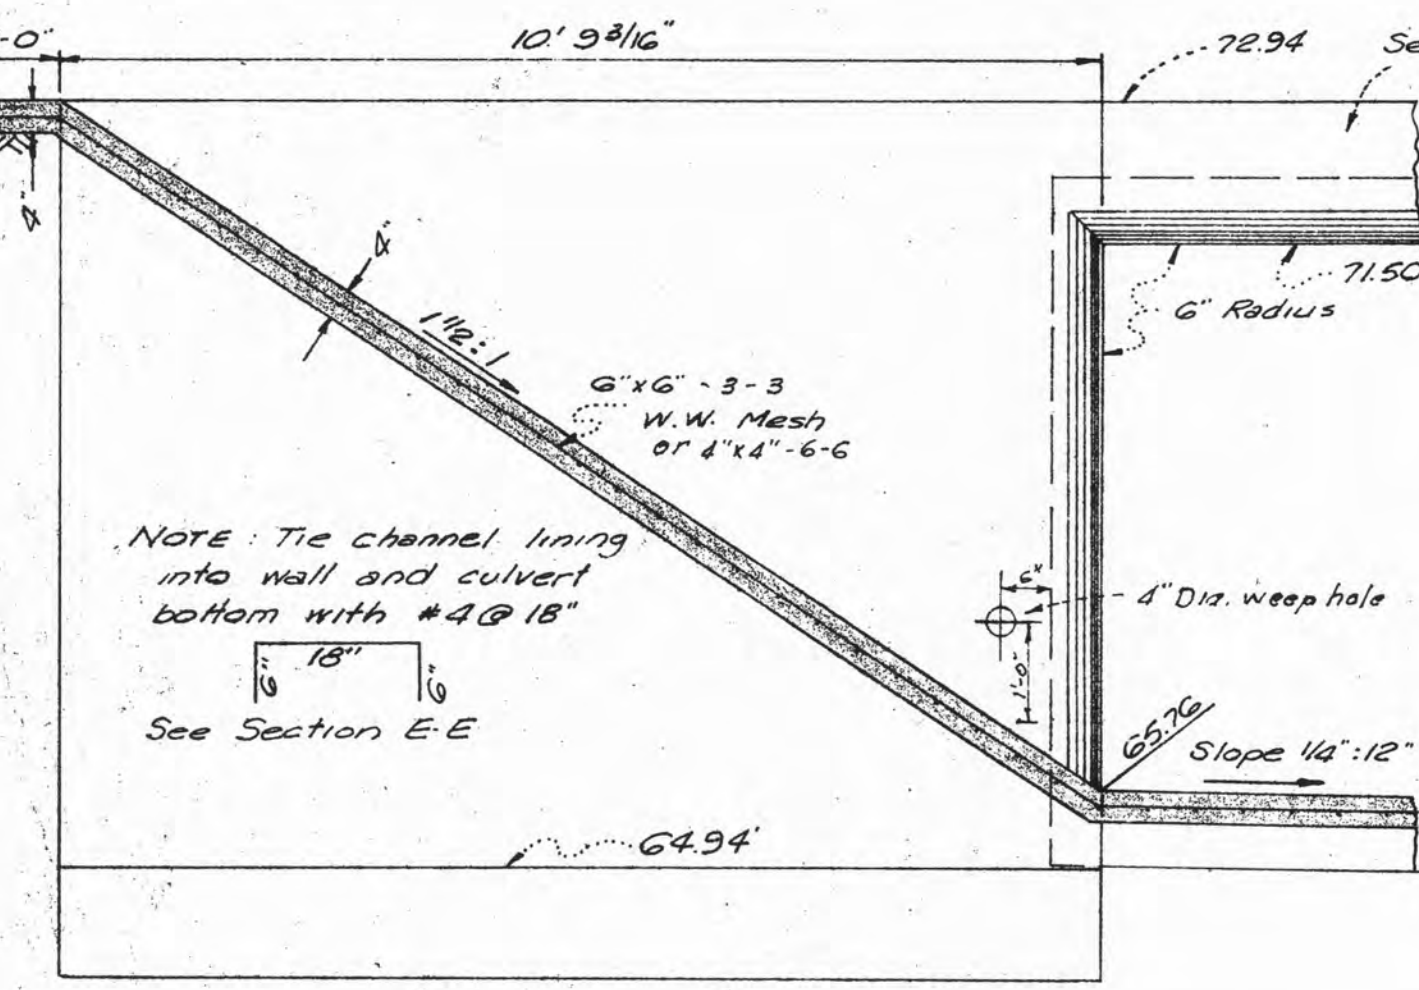 -0"
10.' 9 3/16"
72.94
Se
4"
4"
1 1/2 : 1
71.50
6" Radius
6"x6" - 3 - 3
W.W. Mesh
or 4"x4" - 6-6
NOTE : Tie channel lining
into wall and culvert
bottom with #4 @ 18"
18"
6"
6"
See Section E-E
6"
4" Dia. weep hole
1'-0"
65.76
Slope 1/4" : 12"
64.94'